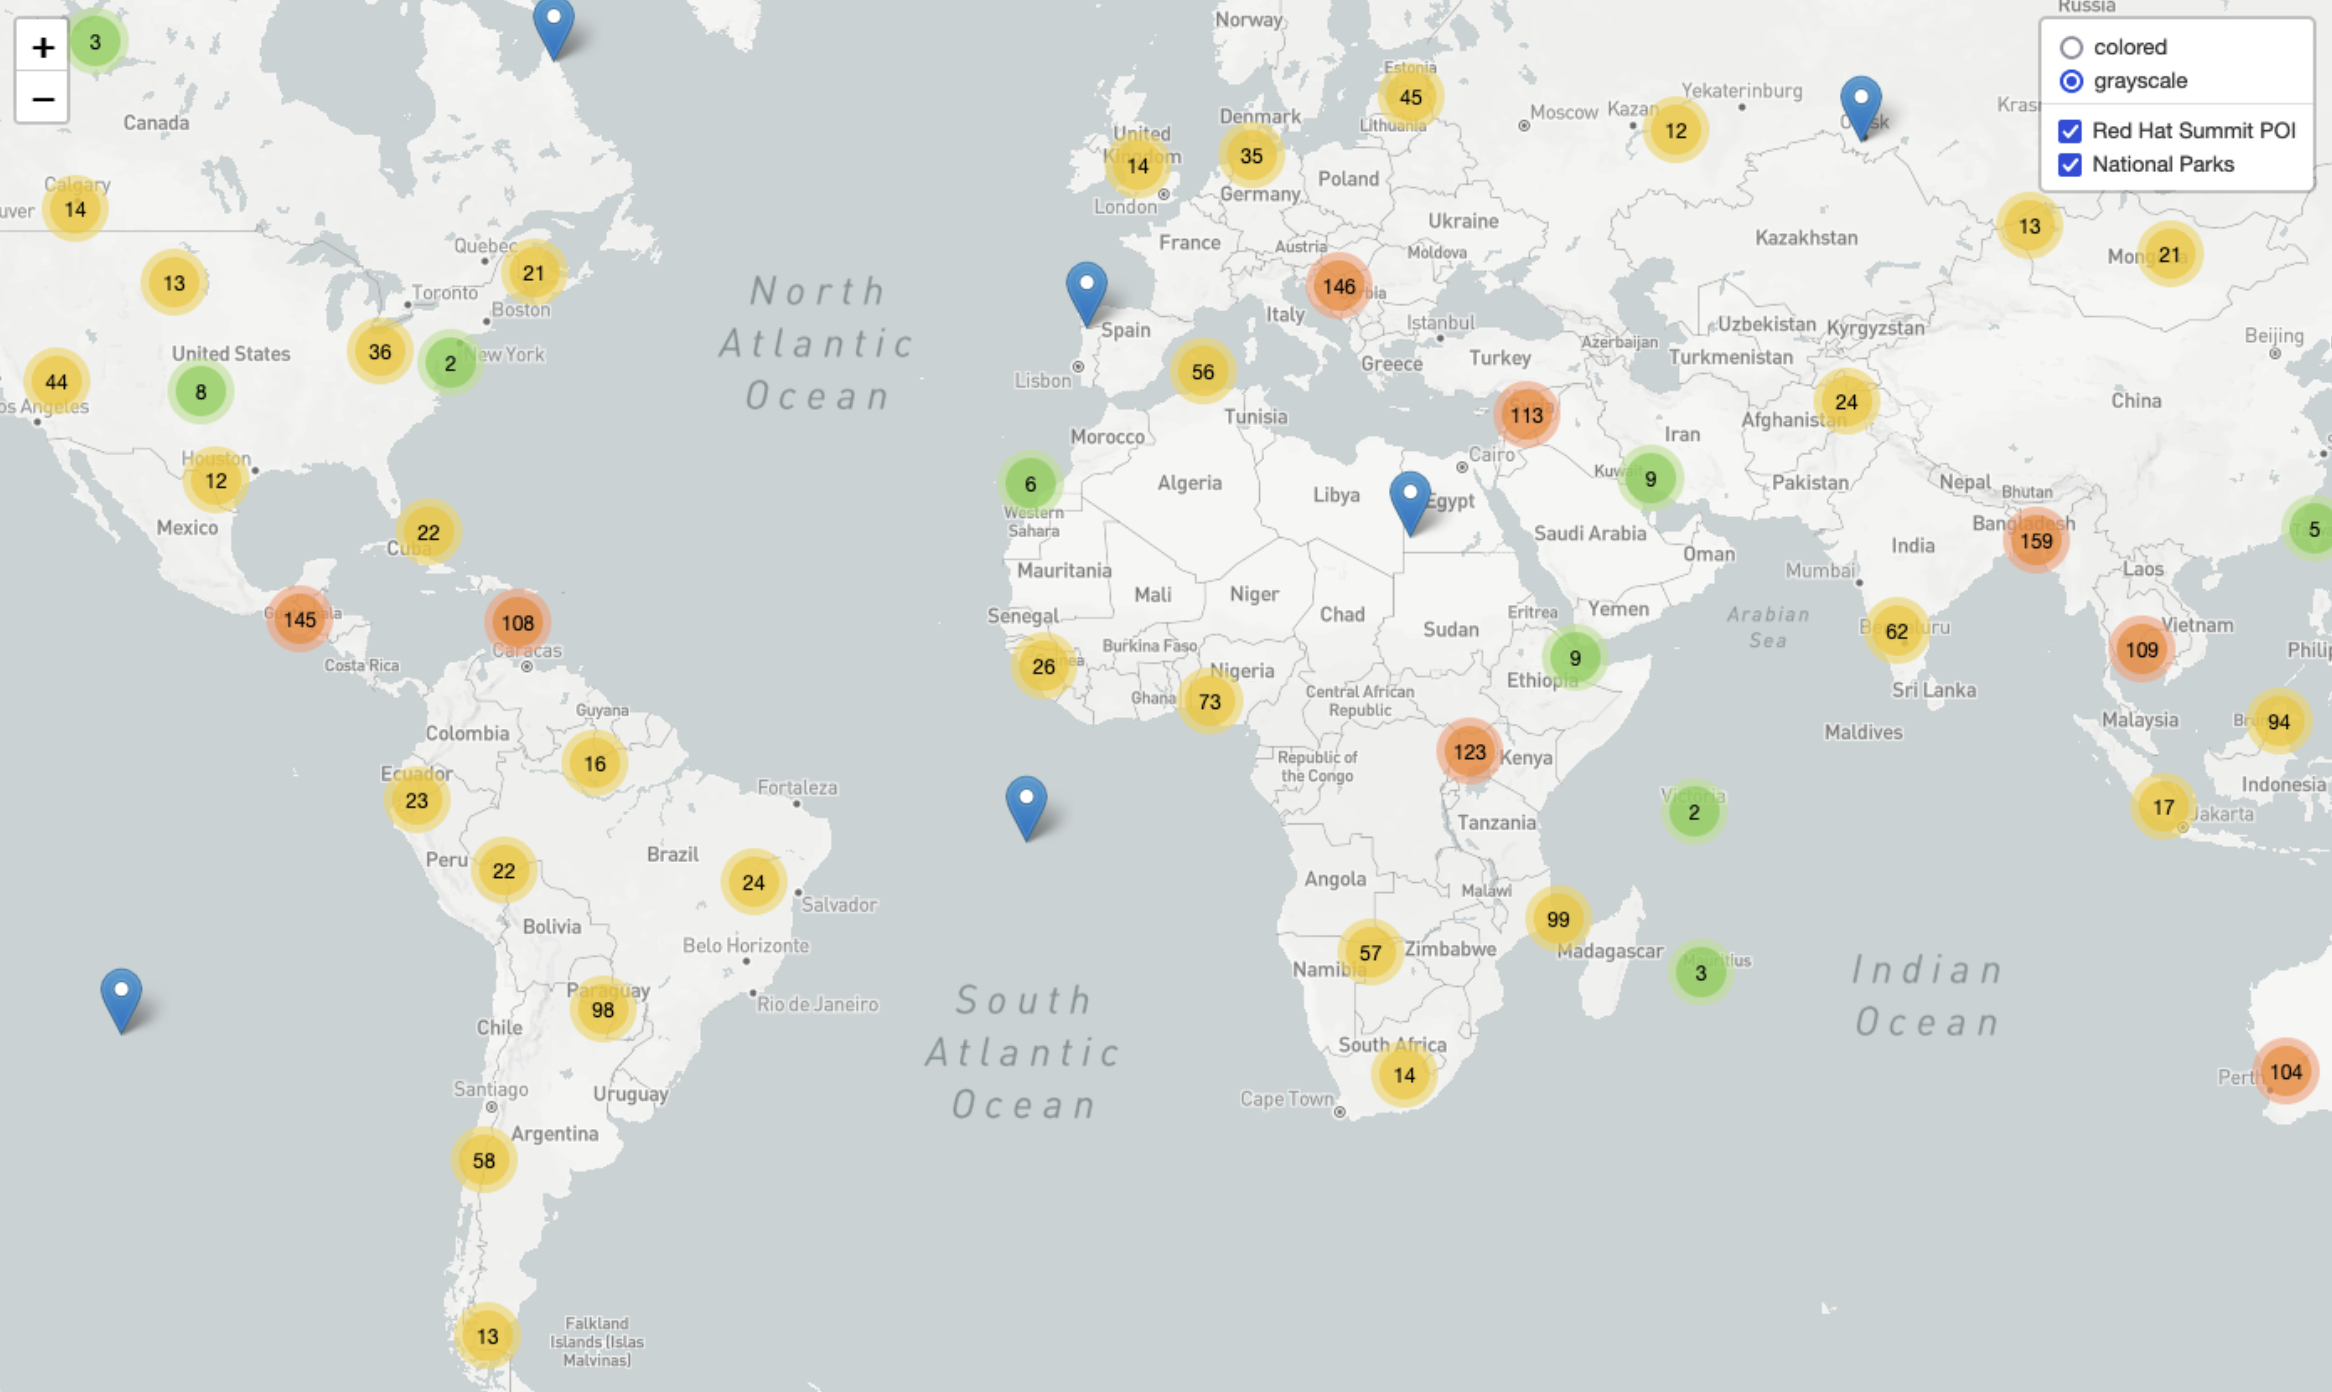 Norway
Russia
+
−
3
colored
grayscale
Red Hat Summit POI
National Parks
Canada
Estonia
45
Lithuania
Moscow
Kazan
12
Yekaterinburg
Denmark
35
Germany
Poland
United
Kingdom
14
London
Calgary
14
Ukraine
Kazakhstan
13
21
France
Austria
Moldova
Quebec
21
13
Toronto
Boston
North
Atlantic
Ocean
146
Italy
Spain
Istanbul
Uzbekistan
Kyrgyzstan
Beijing
Azerbaijan
Turkmenistan
United States
36
2
New York
Turkey
Greece
Lisbon
56
44
8
24
Afghanistan
China
Tunisia
113
Morocco
Iran
Houston
12
Cairo
Kuwait
9
6
Algeria
Libya
Egypt
Pakistan
Nepal
Bhutan
Western
Sahara
Mexico
22
Cuba
Saudi Arabia
Oman
Bangladesh
159
India
5
Mauritania
Mumbai
Laos
Mali
Niger
Chad
145
108
Caracas
Senegal
Sudan
Eritrea
Yemen
Arabian
Sea
62
Vietnam
109
Costa Rica
26
Burkina Faso
Nigeria
9
Ethiopia
Ghana
73
Central African
Republic
Sri Lanka
Guyana
Colombia
Maldives
Malaysia
94
16
123
Kenya
Republic of
the Congo
Ecuador
23
Fortaleza
Victoria
2
Indonesia
17
Jakarta
Tanzania
Peru
22
Brazil
24
Salvador
Angola
Malawi
99
Bolivia
Belo Horizonte
57
Zimbabwe
Namibia
Madagascar
Mauritius
3
Indian
Ocean
Paraguay
98
Rio de Janeiro
South
Atlantic
Ocean
Chile
South Africa
14
Perth
104
Santiago
Uruguay
Cape Town
Argentina
58
13
Falkland
Islands (Islas
Malvinas)